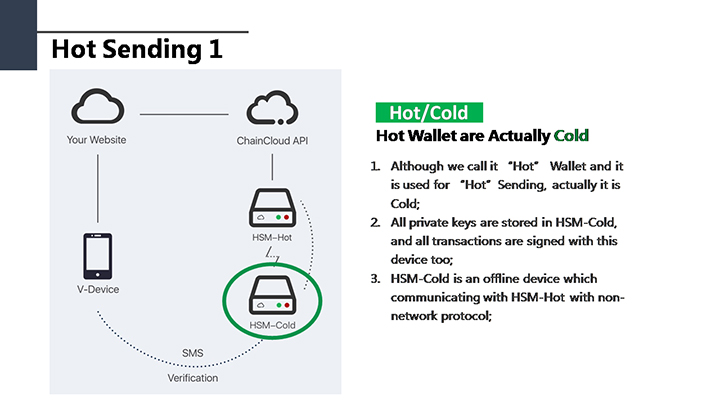 Hot Sending 1
Your Website
ChainCloud API
HSM-Hot
V-Device
HSM-Cold
SMS
Verification
Hot/Cold
Hot Wallet are Actually Cold
1. Although we call it “Hot” Wallet and it
is used for “Hot”Sending, actually it is
Cold;
2. All private keys are stored in HSM-Cold,
and all transactions are signed with this
device too;
3. HSM-Cold is an offline device which
communicating with HSM-Hot with non-
network protocol;